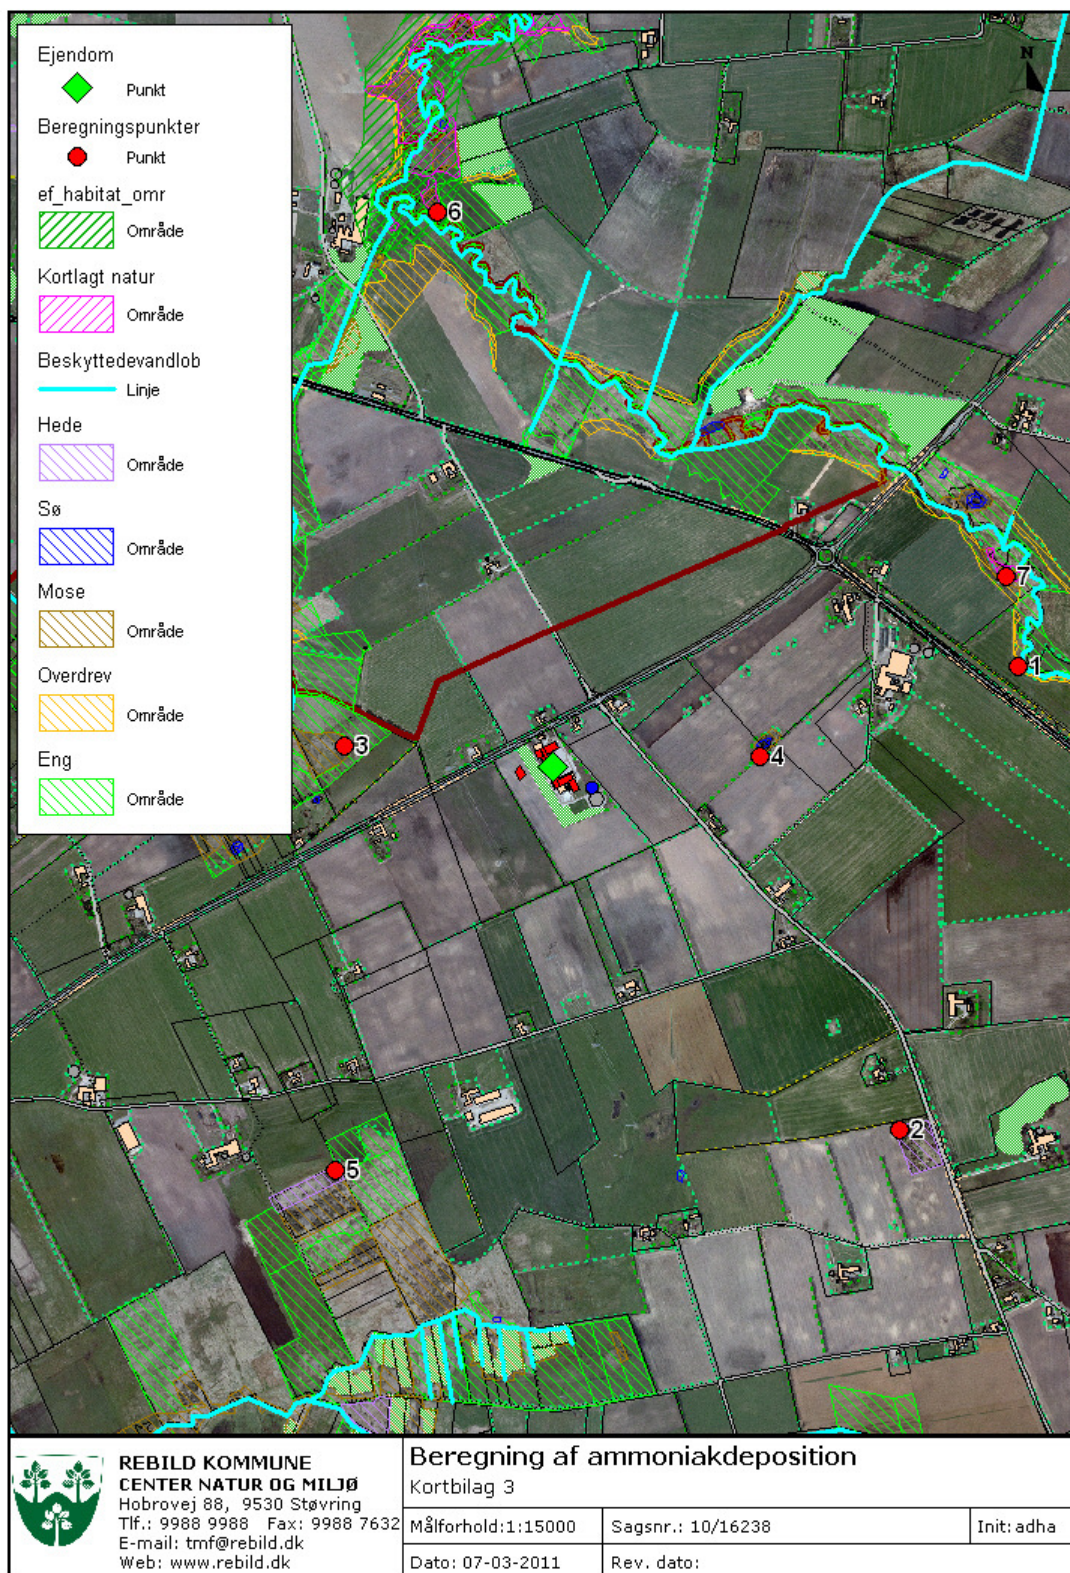 Ejendom
Punkt
Beregningspunkter
Punkt
ef_habitat_omr
Område
Kortlagt natur
Område
Beskyttedevandlob
Linje
Hede
Område
Sø
Område
Mose
Område
Overdrev
Område
Eng
Område
N
6
7
1
3
4
2
5
REBILD KOMMUNE
CENTER NATUR OG MILJØ
Hobrovej 88, 9530 Støvring
Tlf.: 9988 9988 Fax: 9988 7632
E-mail: tmf@rebild.dk
Web: www.rebild.dk
Beregning af ammoniakdeposition
Kortbilag 3
Målforhold:1:15000
Sagsnr.: 10/16238
Init: adha
Dato: 07-03-2011
Rev. dato: